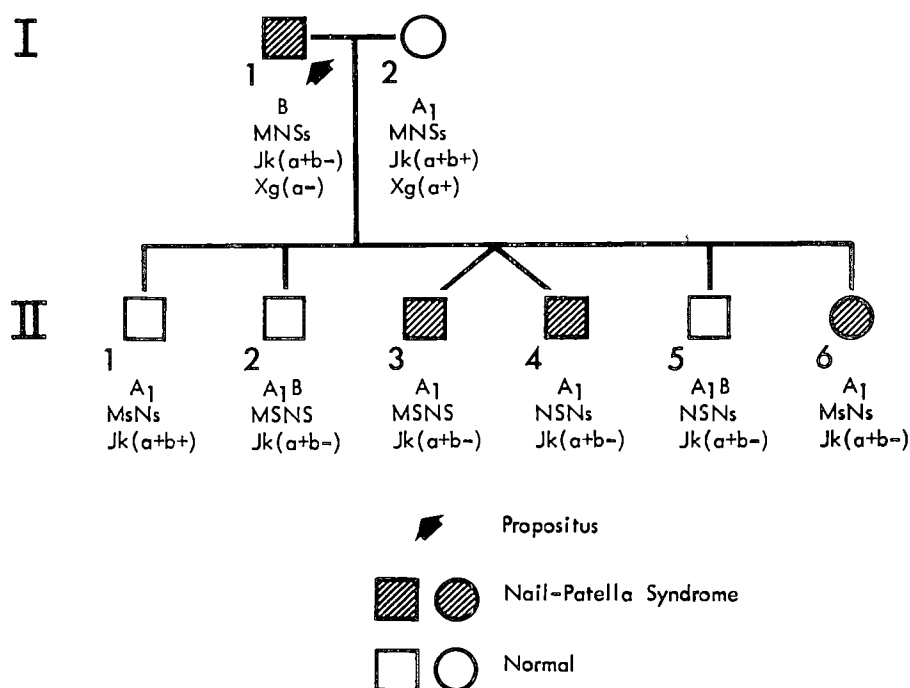 I
1 2
B A1
MNSs MNSs
Jk(a+b-) Jk(a+b+)
Xg(a-) Xg(a+)
II
1 2 3 4 5 6
A1 A1B A1 A1 A1B A1
MsNs MSNS MSNS NSNs NSNs MsNs
Jk(a+b+) Jk(a+b-) Jk(a+b-) Jk(a+b-) Jk(a+b-) Jk(a+b-)
Propositus
Nail-Patella Syndrome
Normal